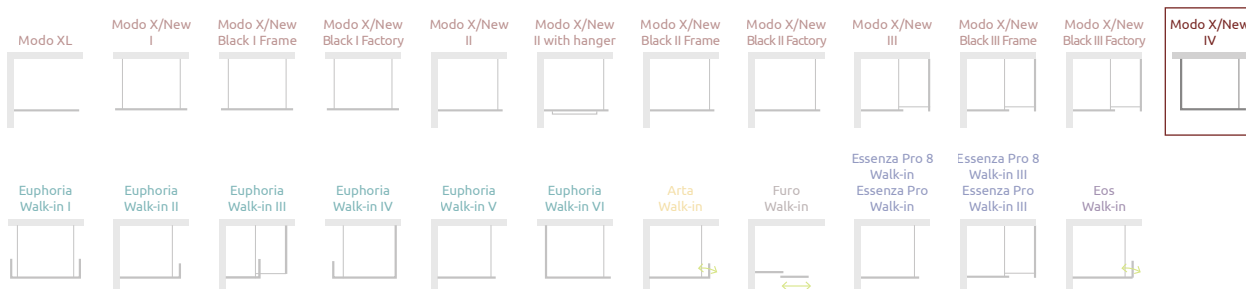 Modo XL
Modo X/New
I
Modo X/New
Black I Frame
Modo X/New
Black I Factory
Modo X/New
II
Modo X/New
II with hanger
Modo X/New
Black II Frame
Modo X/New
Black II Factory
Modo X/New
III
Modo X/New
Black III Frame
Modo X/New
Black III Factory
Modo X/New
IV
Euphoria
Walk-in I
Euphoria
Walk-in II
Euphoria
Walk-in III
Euphoria
Walk-in IV
Euphoria
Walk-in V
Euphoria
Walk-in VI
Arta
Walk-in
Furo
Walk-in
Essenza Pro 8
Walk-in
Essenza Pro
Walk-in
Essenza Pro 8
Walk-in III
Essenza Pro
Walk-in III
Eos
Walk-in